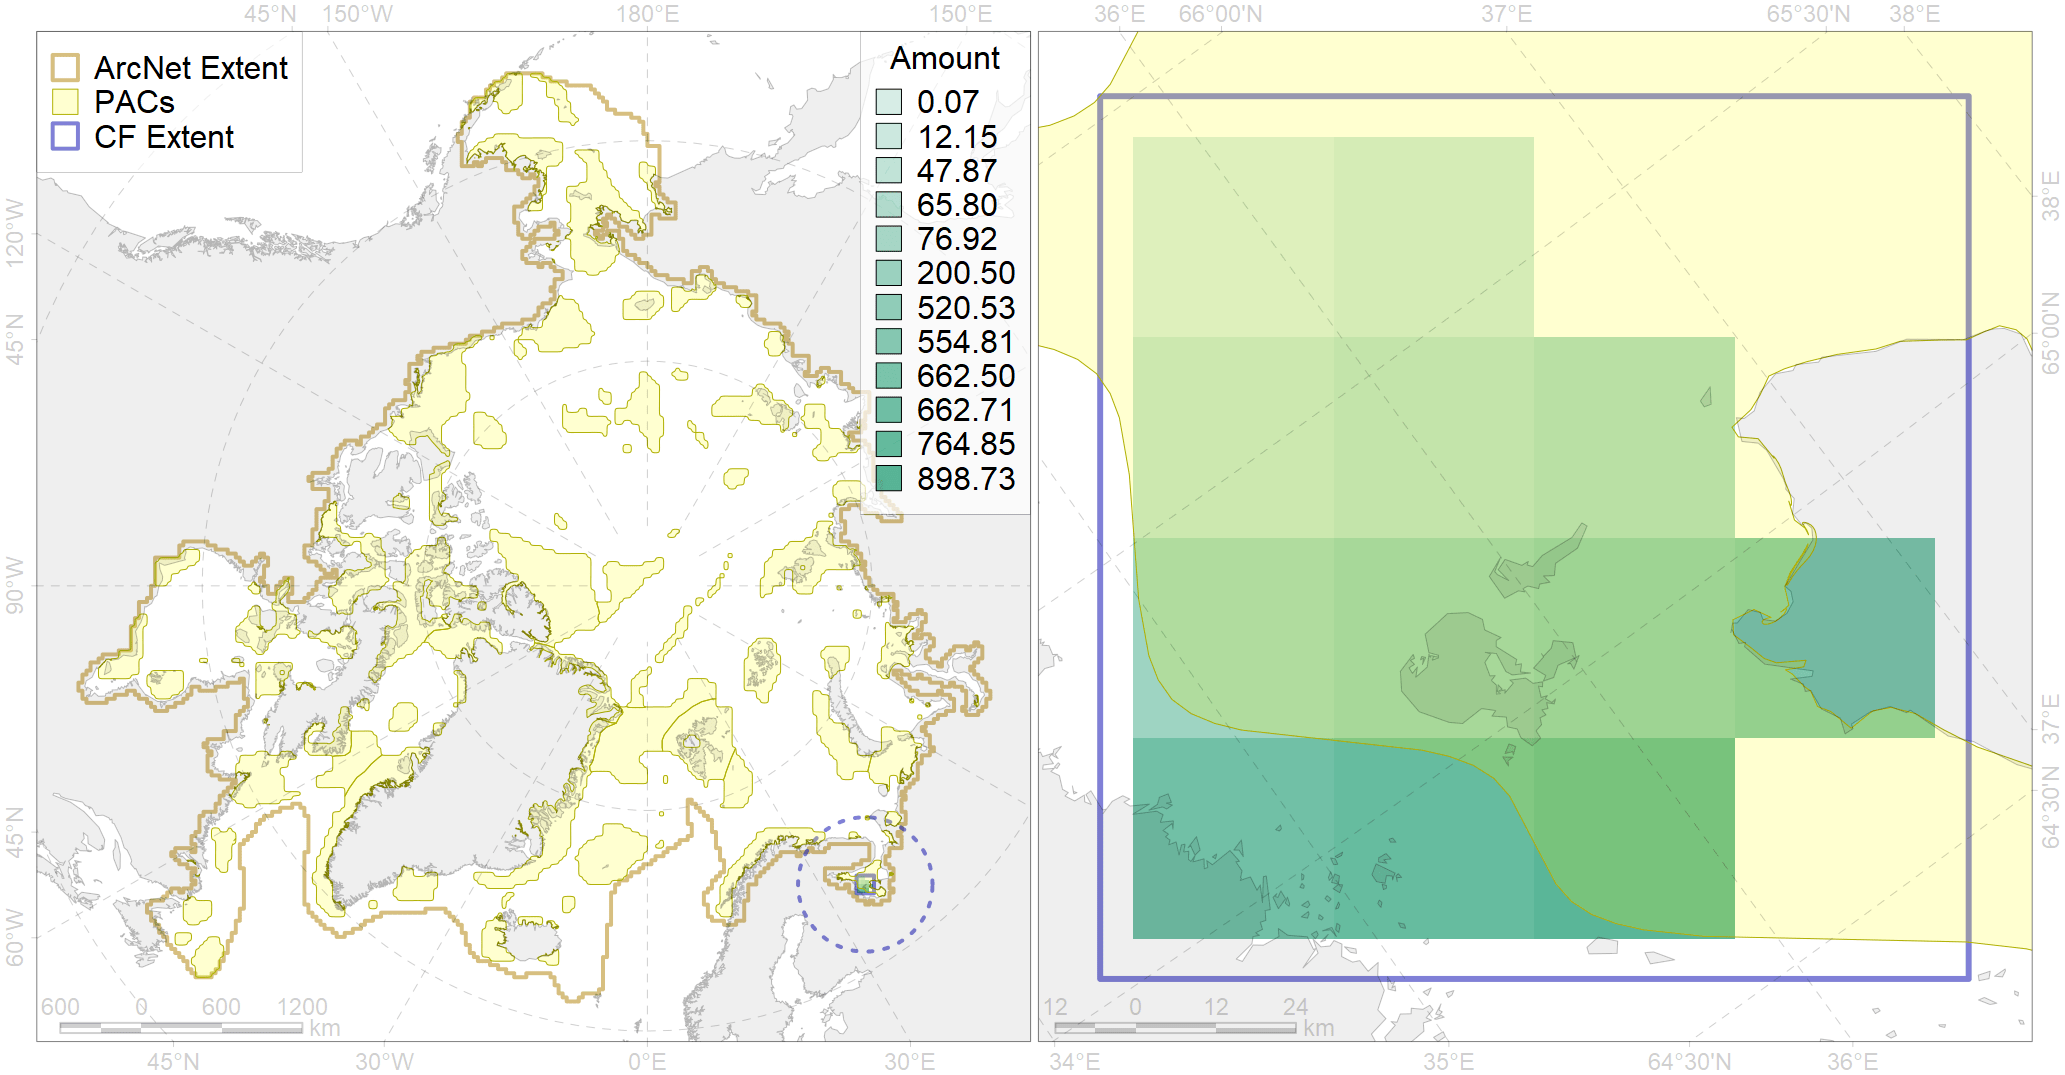 45°N 150°W 180°E 150°E 36°E 66°00'N 37°E 65°30'N 38°E
ArcNet Extent
PACs
CF Extent
Amount
0.07
12.15
47.87
65.80
76.92
200.50
520.53
554.81
662.50
662.71
764.85
898.73
120°W
45°N
90°W
45°N
60°W
38°E
65°00'N
37°E
64°30'N
600 0 600 1200
km
12 0 12 24
km
45°N 30°W 0°E 30°E 34°E 35°E 64°30'N 36°E